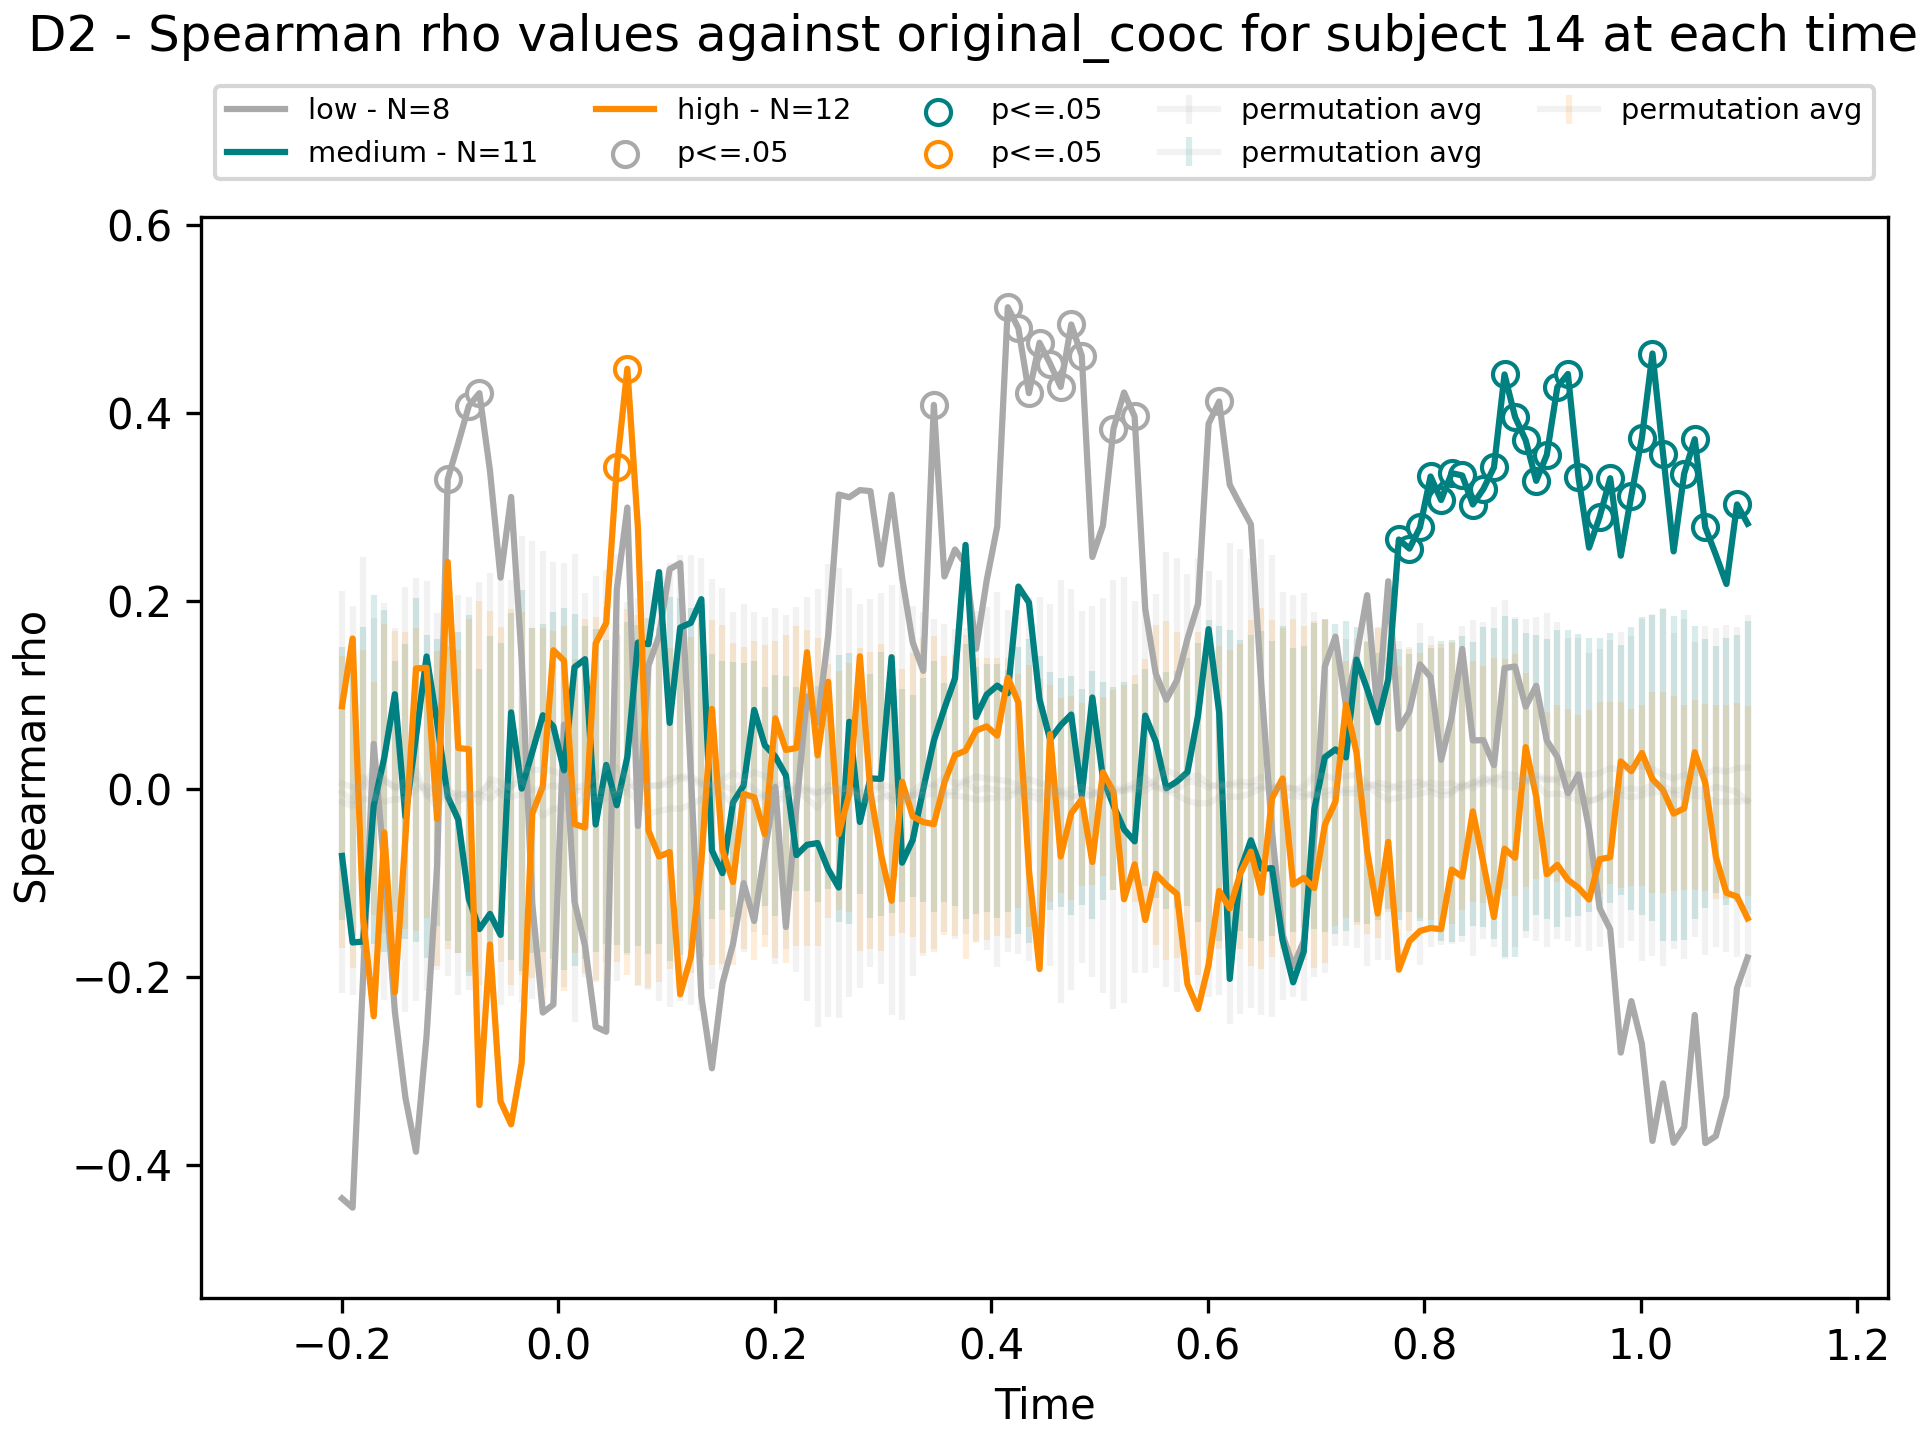 D2 - Spearman rho values against original_cooc for subject 14 at each time
low - N=8
medium - N=11
high - N=12
p<=.05
p<=.05
p<=.05
permutation avg
permutation avg
permutation avg
0.6
0.4
0.2
0.0
−0.2
−0.4
Spearman rho
−0.2 0.0 0.2 0.4 0.6 0.8 1.0 1.2
Time